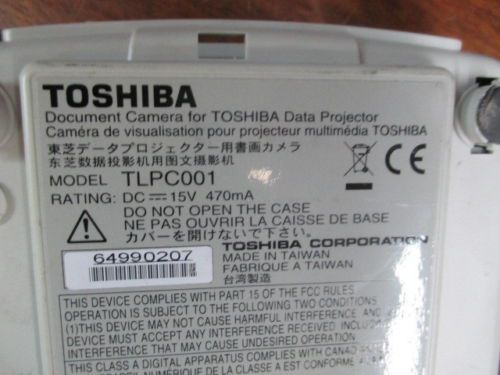 TOSHIBA
Document Camera for TOSHIBA Data Projector
Caméra de visualisation pour projecteur multimédia TOSHIBA
東芝データプロジェクター用書画カメラ
东芝数据投影机用图文摄影机
MODEL TLPC001
RATING: DC 15V 470mA
DO NOT OPEN THE CASE
NE PAS OUVRIR LA CAISSE DE BASE
カバーを開けないで下さい。
TOSHIBA CORPORATION
64990207
MADE IN TAIWAN
FABRIQUE A TAIWAN
台湾製造
THIS DEVICE COMPLIES WITH PART 15 OF THE FCC RULES
OPERATION IS SUBJECT TO THE FOLLOWING TWO CONDITIONS
(1)THIS DEVICE MAY NOT CAUSE HARMFUL INTERFERENCE, AND
DEVICE MUST ACCEPT ANY INTERFERENCE RECEIVED
INTERFERENCE THAT MAY CAUSE UNDESIRED OPERATION
THIS CLASS A DIGITAL APPARATUS COMPLIES WITH
NUMERIQUE DE LA